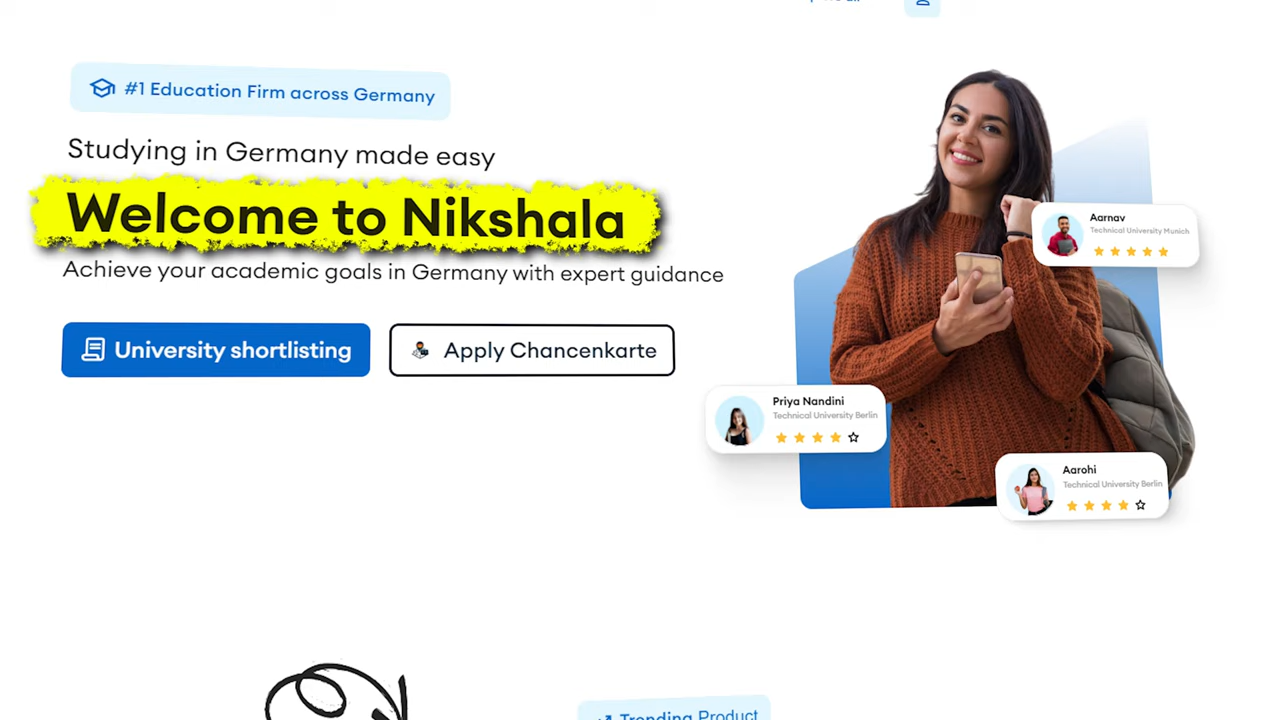 #1 Education Firm across Germany
Studying in Germany made easy
Welcome to Nikshala
Achieve your academic goals in Germany with expert guidance
University shortlisting
Apply Chancenkarte
Aarnav
Technical University Munich
Priya Nandini
Technical University Berlin
Aarohi
Technical University Berlin
Trending Product